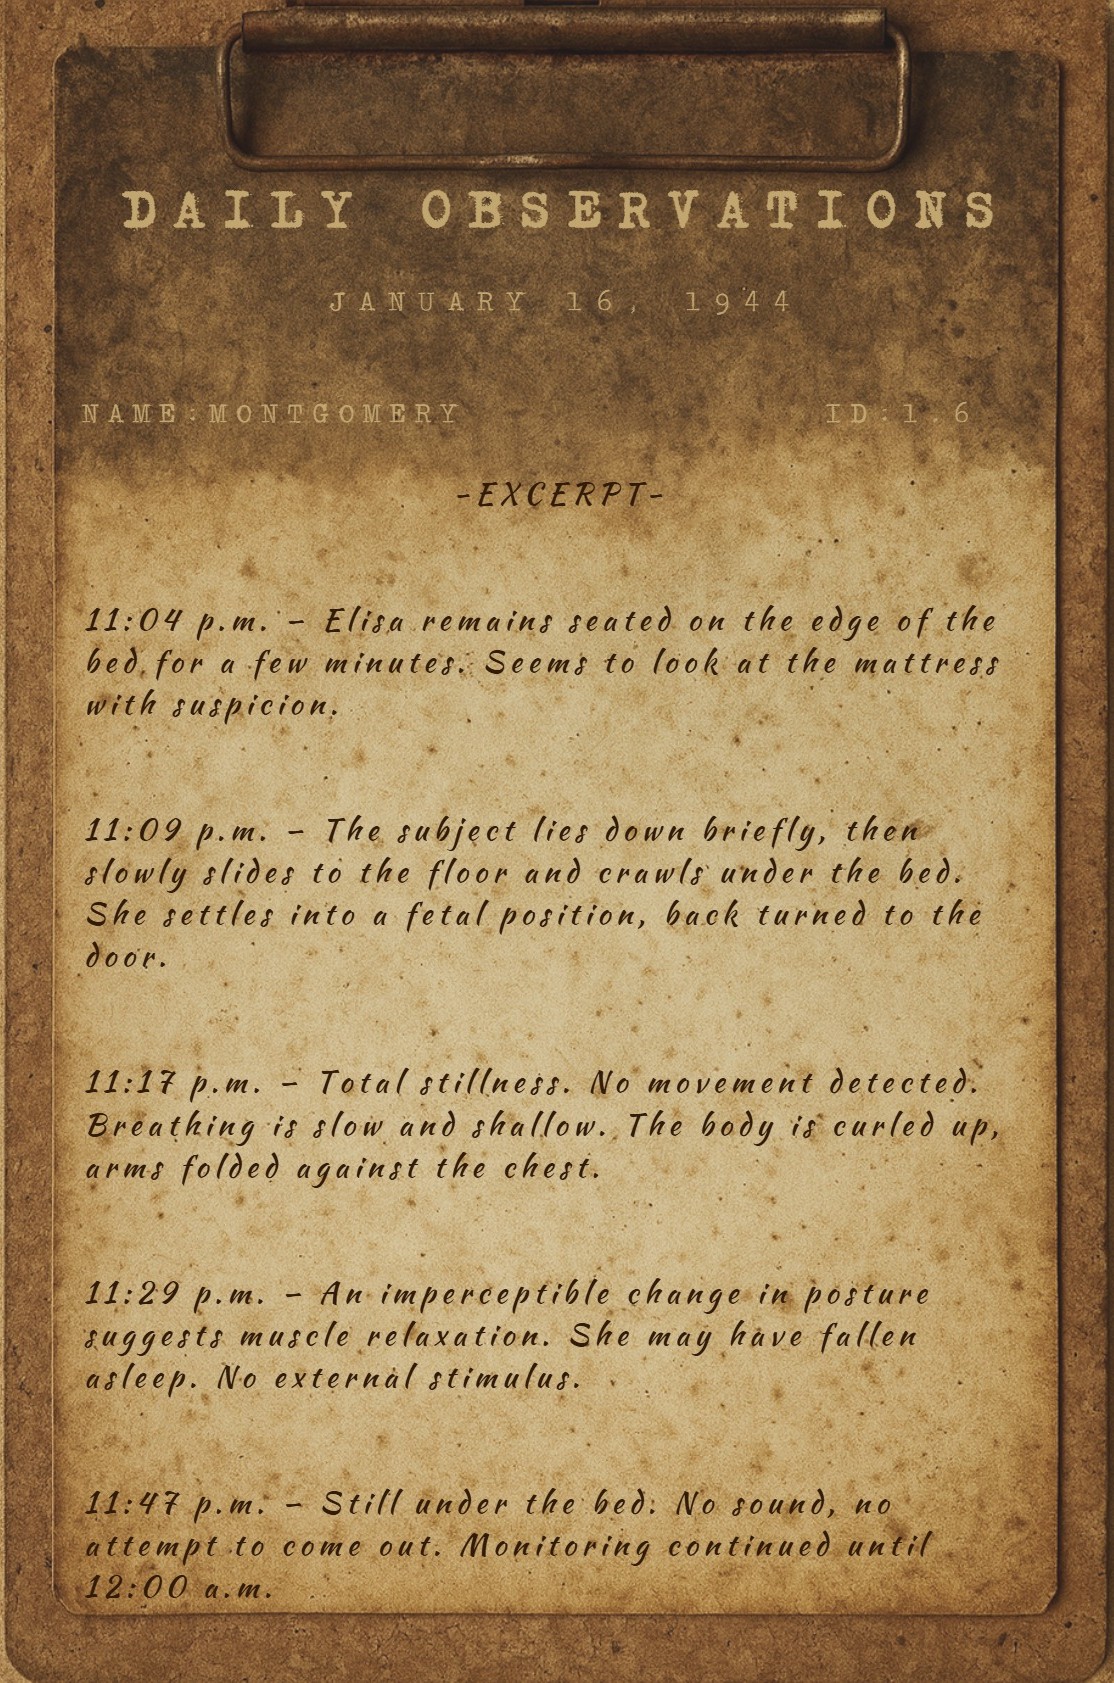 DAILY OBSERVATIONS
JANUARY 16, 1944
NAME:MONTGOMERY ID:1.6
-EXCERPT-
11:04 p.m. – Elisa remains seated on the edge of the
bed for a few minutes. Seems to look at the mattress
with suspicion.
11:09 p.m. – The subject lies down briefly, then
slowly slides to the floor and crawls under the bed.
She settles into a fetal position, back turned to the
door.
11:17 p.m. – Total stillness. No movement detected.
Breathing is slow and shallow. The body is curled up,
arms folded against the chest.
11:29 p.m. – An imperceptible change in posture
suggests muscle relaxation. She may have fallen
asleep. No external stimulus.
11:47 p.m. – Still under the bed. No sound, no
attempt to come out. Monitoring continued until
12:00 a.m.